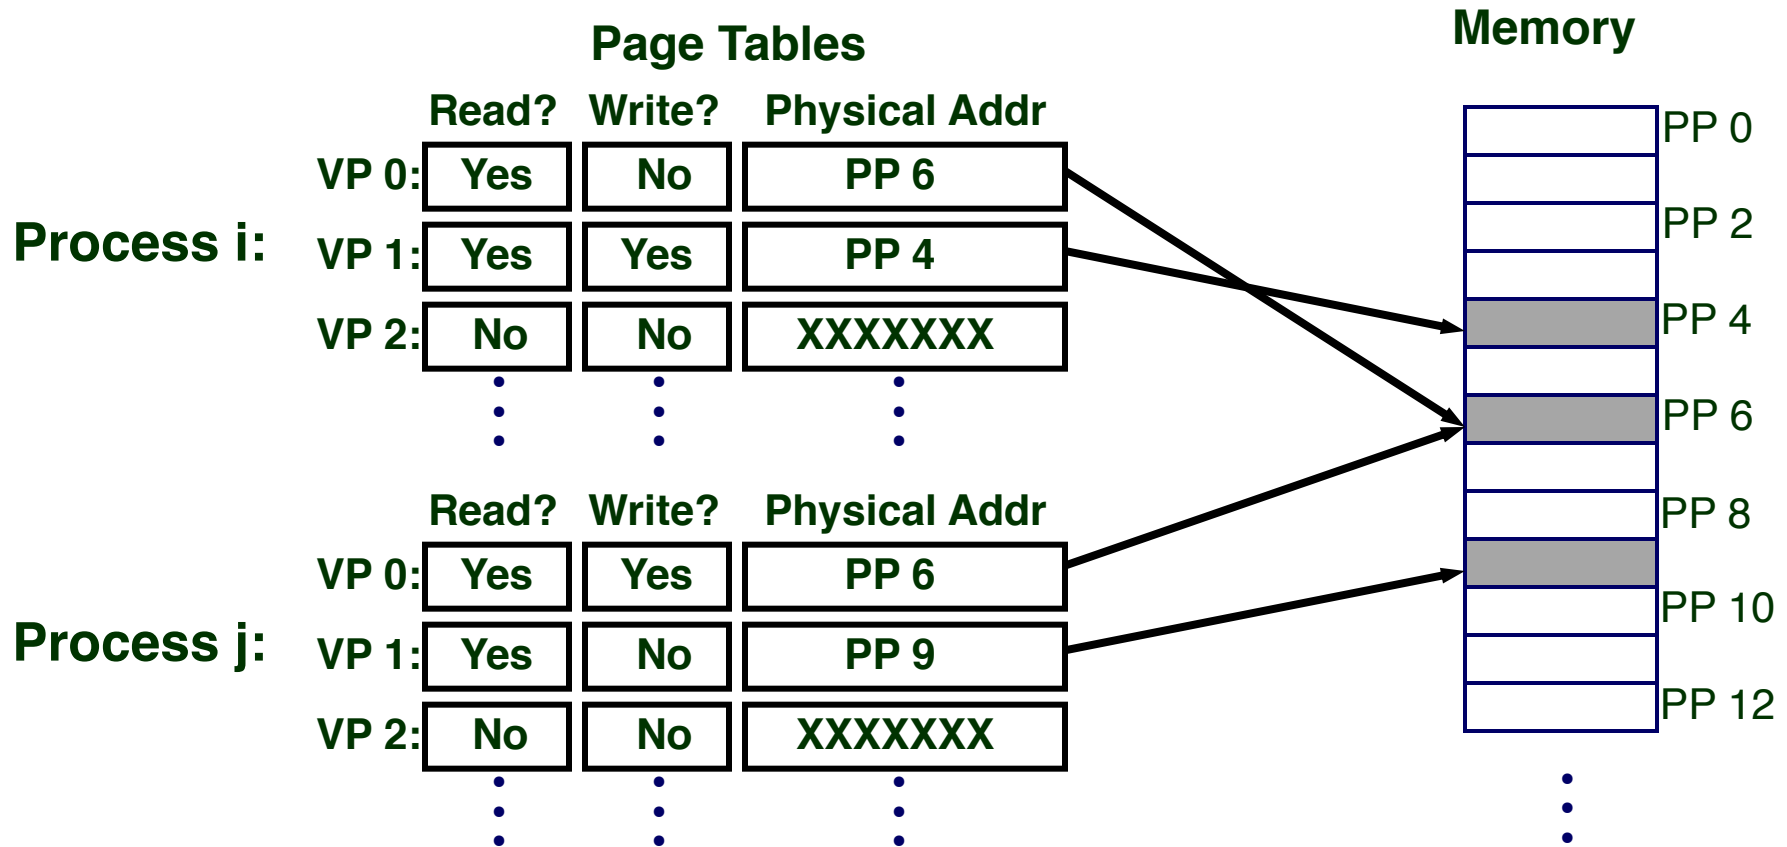 Page Tables
Memory
Read? Write? Physical Addr
Process i:
VP 0: Yes No PP 6
VP 1: Yes Yes PP 4
VP 2: No No XXXXXXX
Read? Write? Physical Addr
Process j:
VP 0: Yes Yes PP 6
VP 1: Yes No PP 9
VP 2: No No XXXXXXX
PP 0
PP 2
PP 4
PP 6
PP 8
PP 10
PP 12